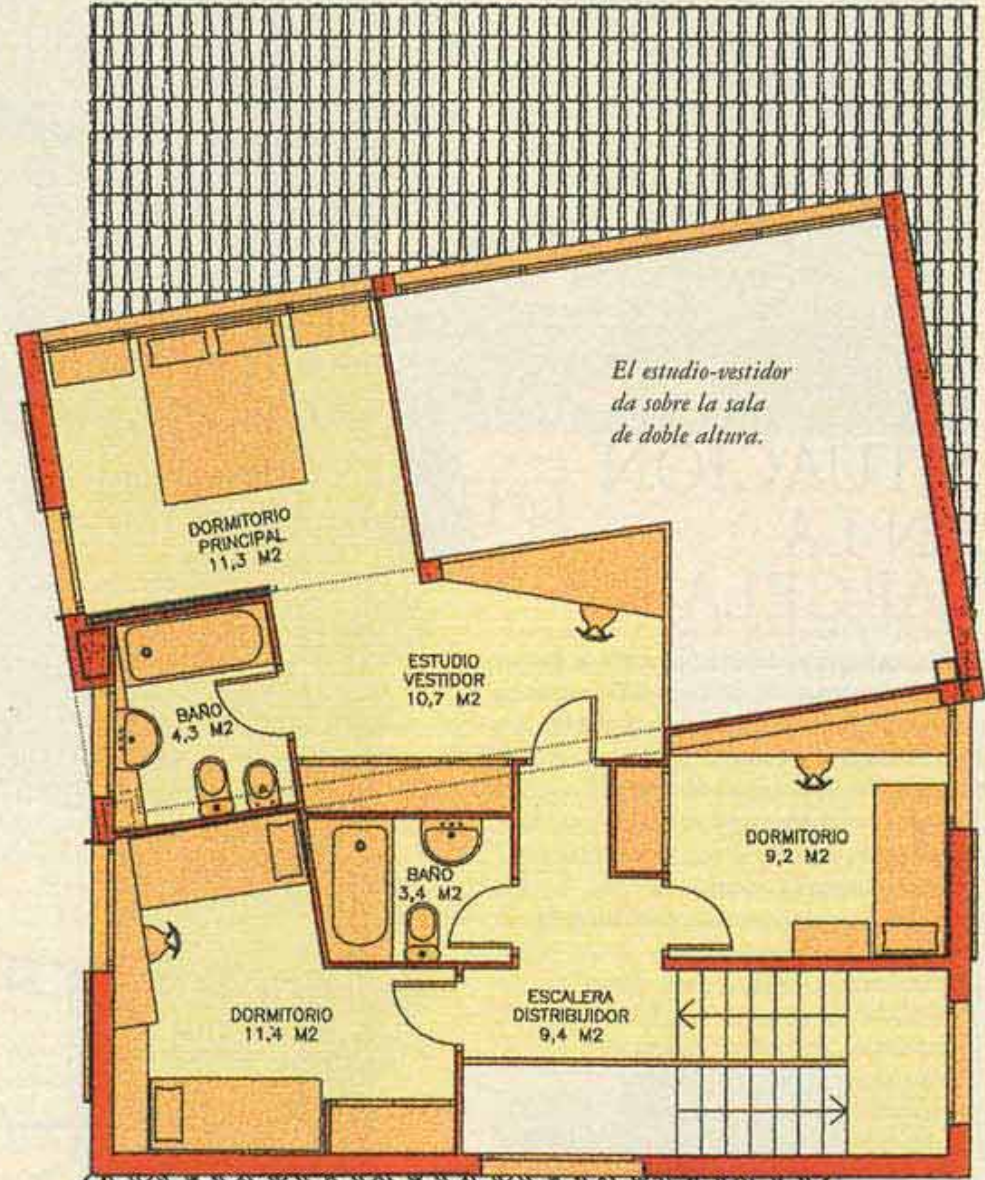 El estudio-vestidor
da sobre la sala
de doble altura.
DORMITORIO
PRINCIPAL
11,3 M2
ESTUDIO
VESTIDOR
10,7 M2
BAÑO
4,3 M2
DORMITORIO
9,2 M2
BAÑO
3,4 M2
ESCALERA
DISTRIBUIDOR
9,4 M2
DORMITORIO
11,4 M2